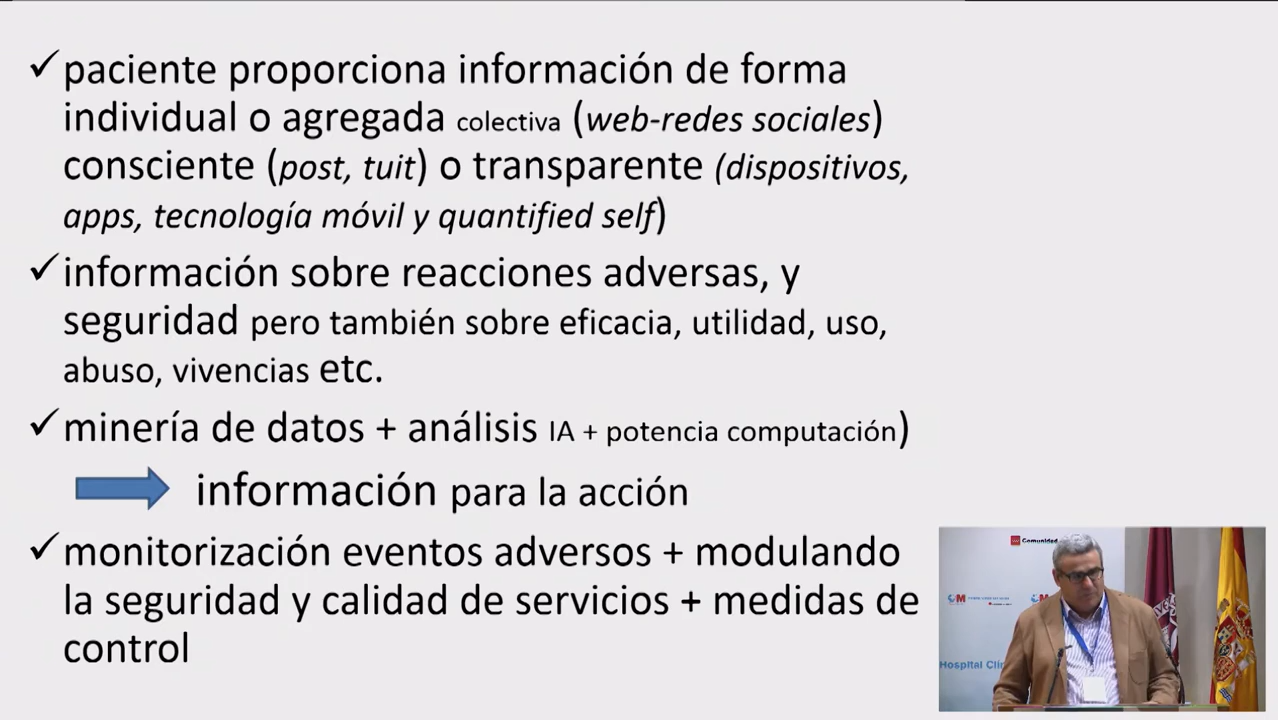 ✓paciente proporciona información de forma
individual o agregada colectiva (web-redes sociales)
consciente (post, tuit) o transparente (dispositivos,
apps, tecnología móvil y quantified self)
✓información sobre reacciones adversas, y
seguridad pero también sobre eficacia, utilidad, uso,
abuso, vivencias etc.
✓minería de datos + análisis IA + potencia computación)
información para la acción
✓monitorización eventos adversos + modulando
la seguridad y calidad de servicios + medidas de
control
Comunidad
Hospital